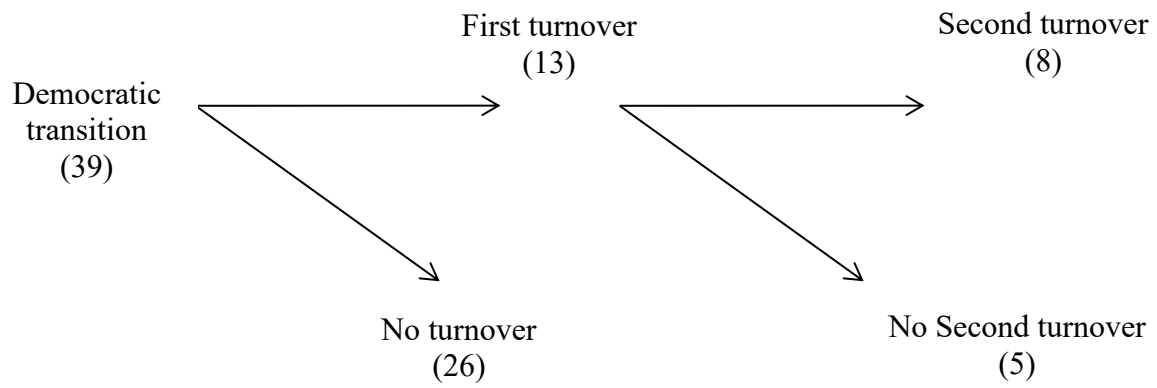 First turnover
(13)
Second turnover
(8)
Democratic
transition
(39)
No turnover
(26)
No Second turnover
(5)